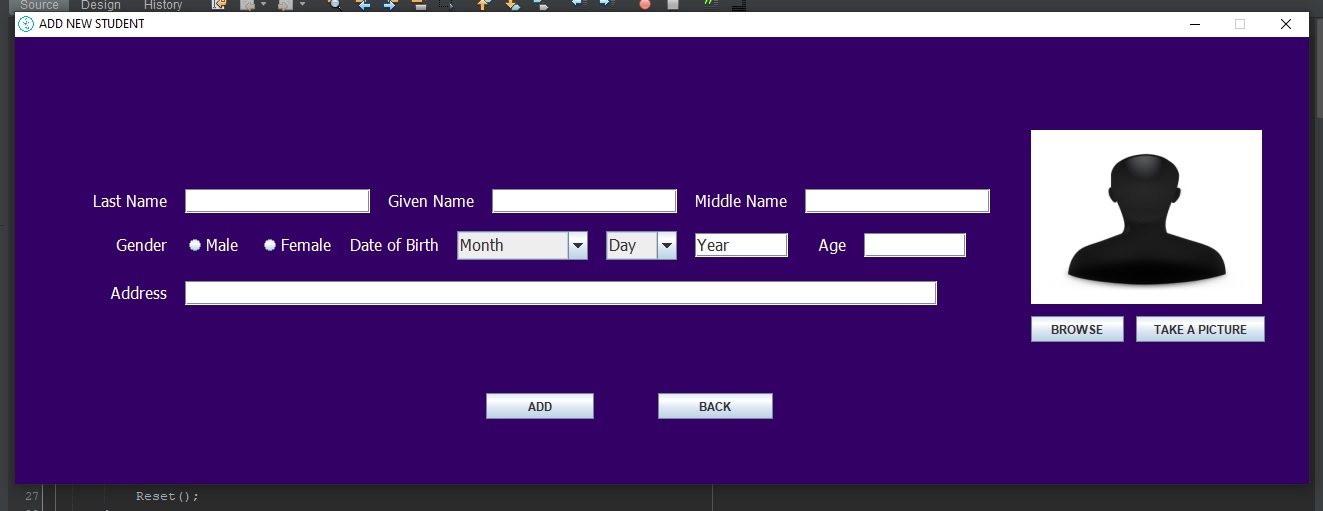 Source Design History
ADD NEW STUDENT
Last Name Given Name Middle Name
Gender Male Female Date of Birth Month Day Year Age
Address
BROWSE TAKE A PICTURE
ADD BACK
27 Reset();